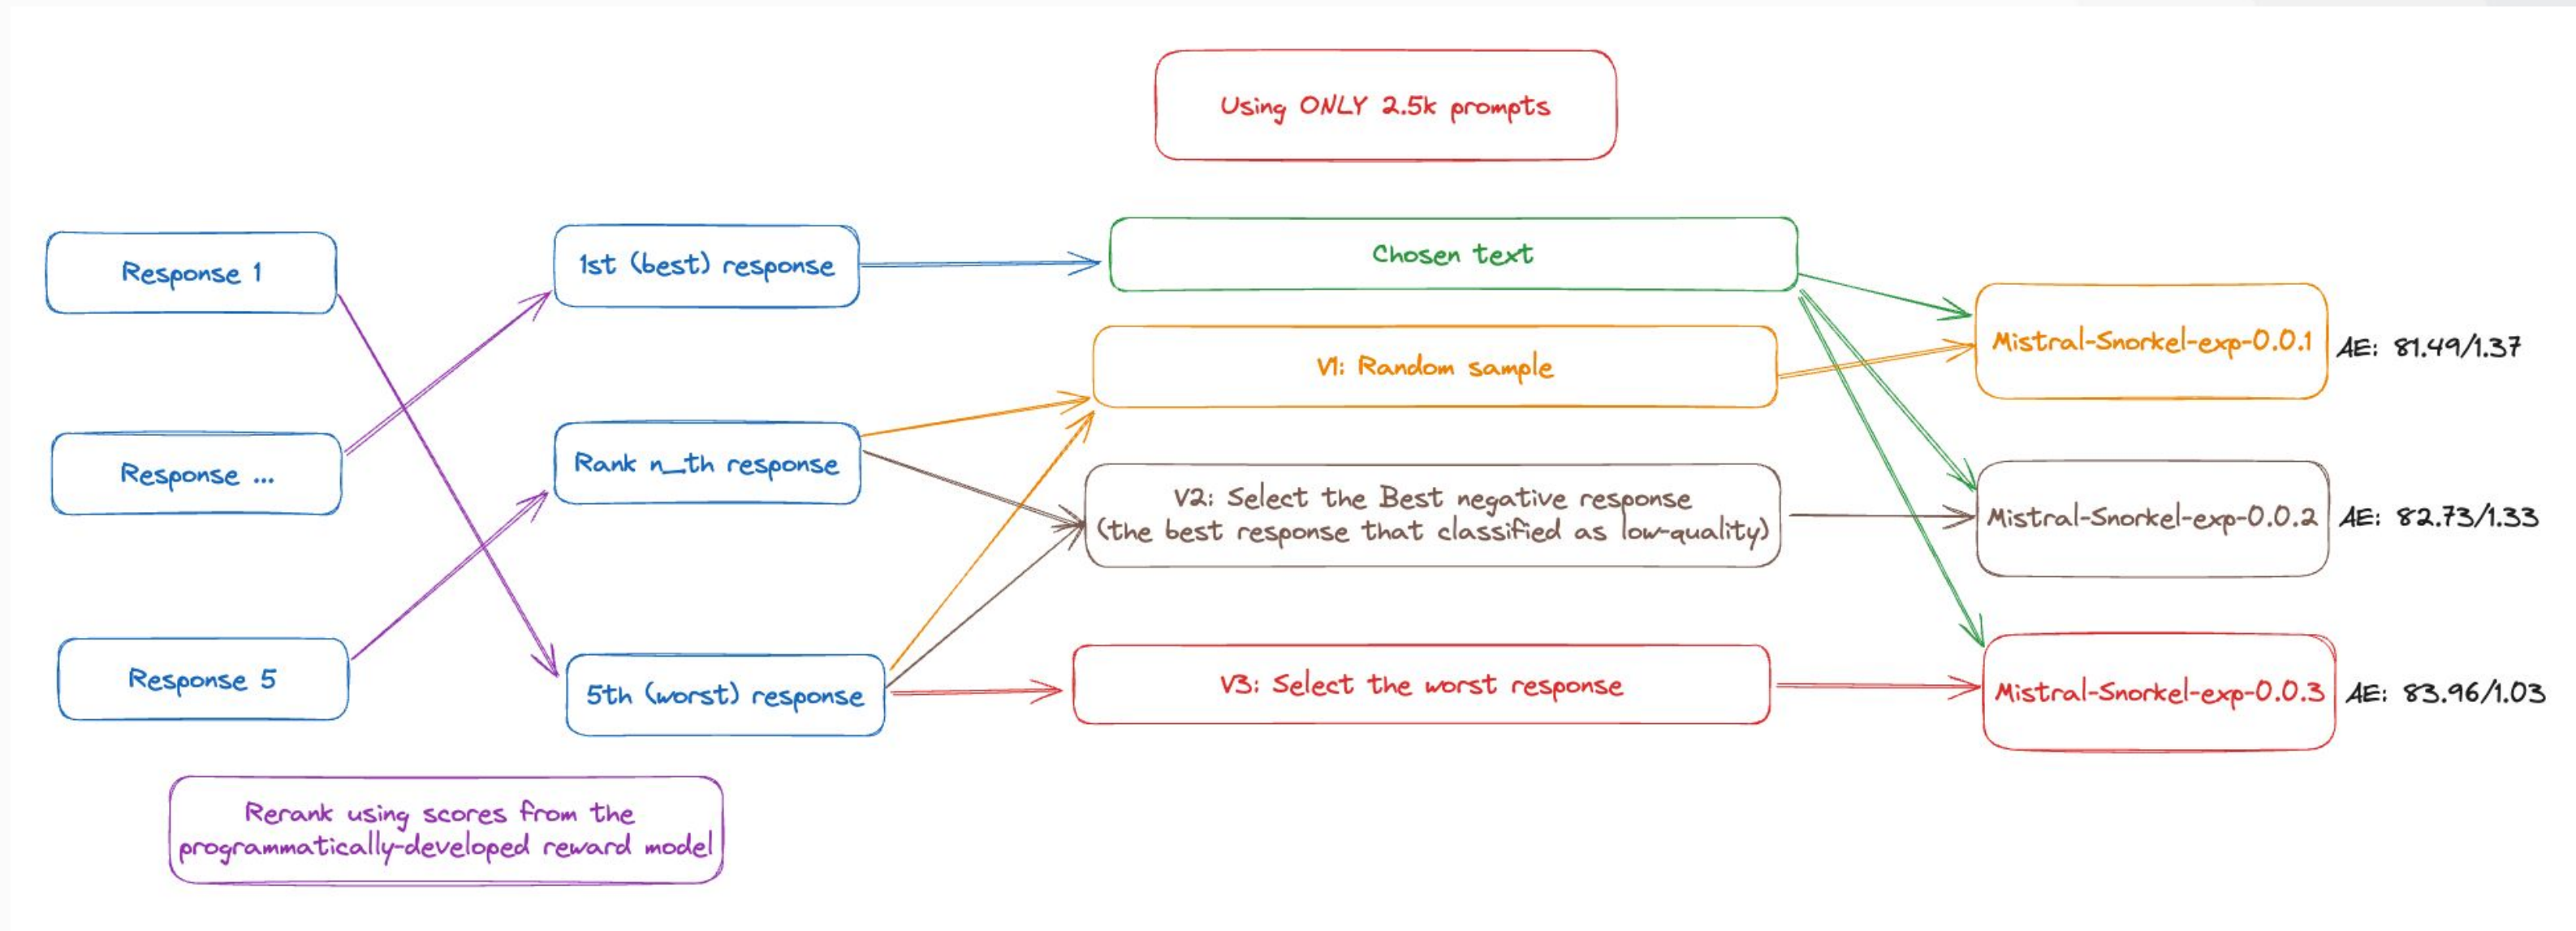 Using ONLY 2.5k prompts
Response 1
1st (best) response
Chosen text
Mistral-Snorkel-exp-0.0.1
AE: 81.49/1.37
V1: Random sample
Response ...
Rank n_th response
V2: Select the Best negative response
(the best response that classified as low-quality)
Mistral-Snorkel-exp-0.0.2
AE: 82.73/1.33
Response 5
5th (worst) response
V3: Select the worst response
Mistral-Snorkel-exp-0.0.3
AE: 83.96/1.03
Rerank using scores from the
programmatically-developed reward model